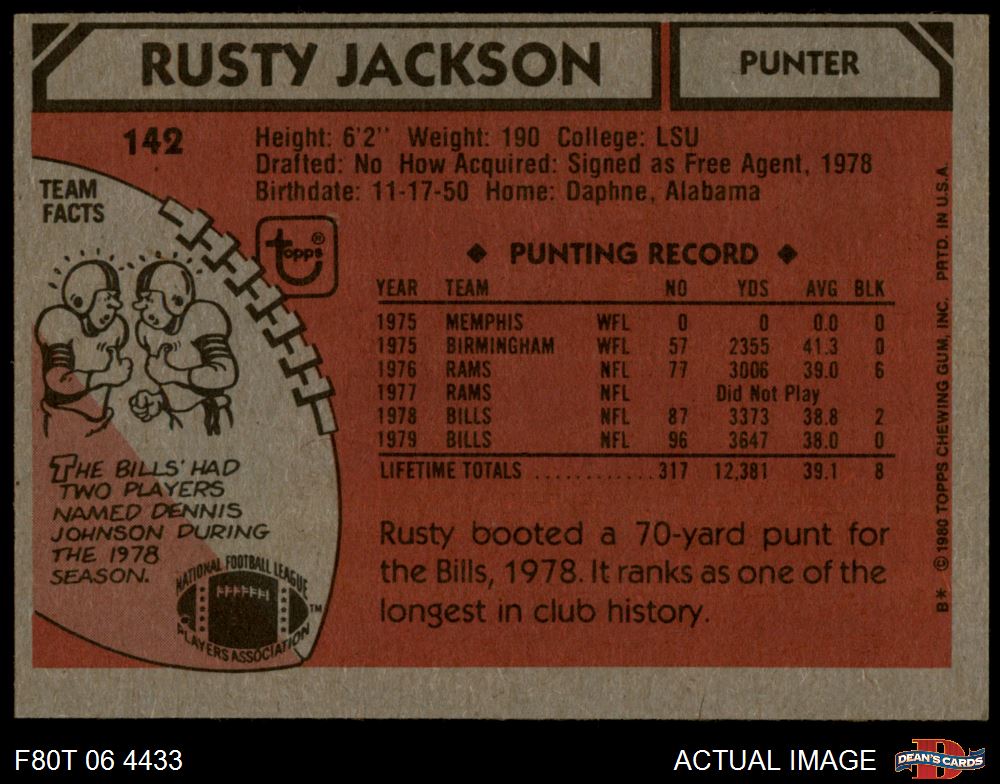 RUSTY JACKSON
PUNTER
142
Height: 6'2" Weight: 190 College: LSU
Drafted: No How Acquired: Signed as Free Agent, 1978
Birthdate: 11-17-50 Home: Daphne, Alabama
TEAM
FACTS
topps®
◆ PUNTING RECORD ◆
YEAR TEAM NO YDS AVG BLK
1975 MEMPHIS WFL 0 0 0.0 0
1975 BIRMINGHAM WFL 57 2355 41.3 0
1976 RAMS NFL 77 3006 39.0 6
1977 RAMS NFL Did Not Play
1978 BILLS NFL 87 3373 38.8 2
1979 BILLS NFL 96 3647 38.0 0
LIFETIME TOTALS ............ 317 12,381 39.1 8
THE BILLS' HAD
TWO PLAYERS
NAMED DENNIS
JOHNSON DURING
THE 1978
SEASON.
NATIONAL FOOTBALL LEAGUE
PLAYERS ASSOCIATION
™
Rusty booted a 70-yard punt for
the Bills, 1978. It ranks as one of the
longest in club history.
B* © 1980 TOPPS CHEWING GUM, INC. PRTD. IN U.S.A.
F80T 06 4433
ACTUAL IMAGE
DEAN'S CARDS